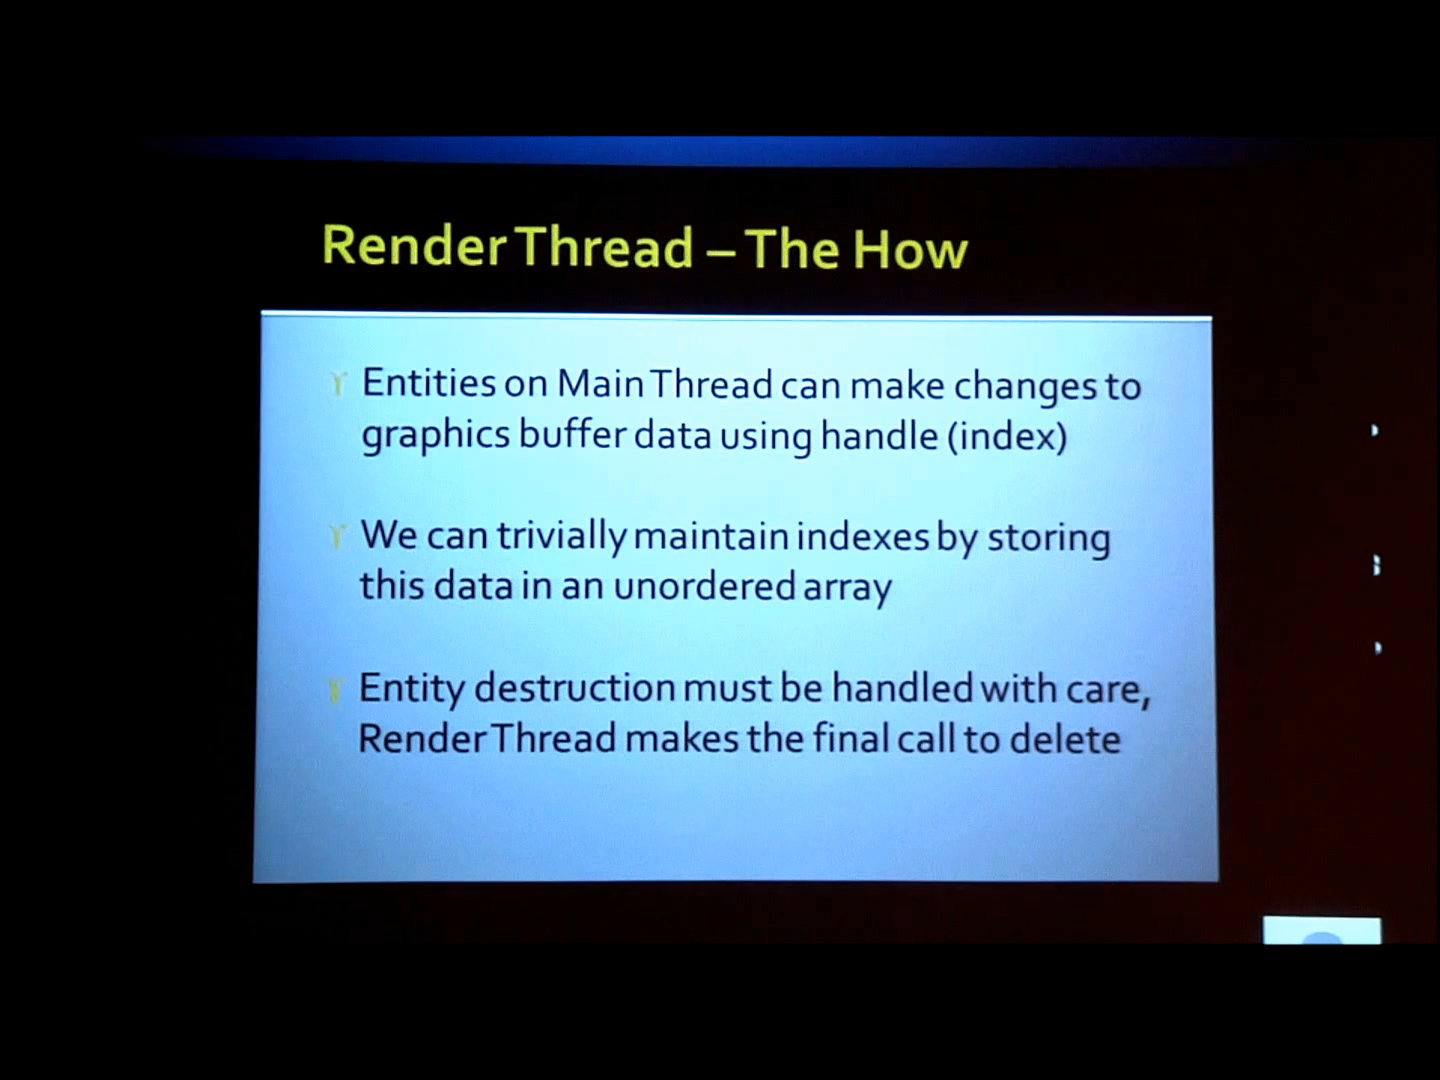 Render Thread – The How
Entities on Main Thread can make changes to
graphics buffer data using handle (index)
We can trivially maintain indexes by storing
this data in an unordered array
Entity destruction must be handled with care,
Render Thread makes the final call to delete